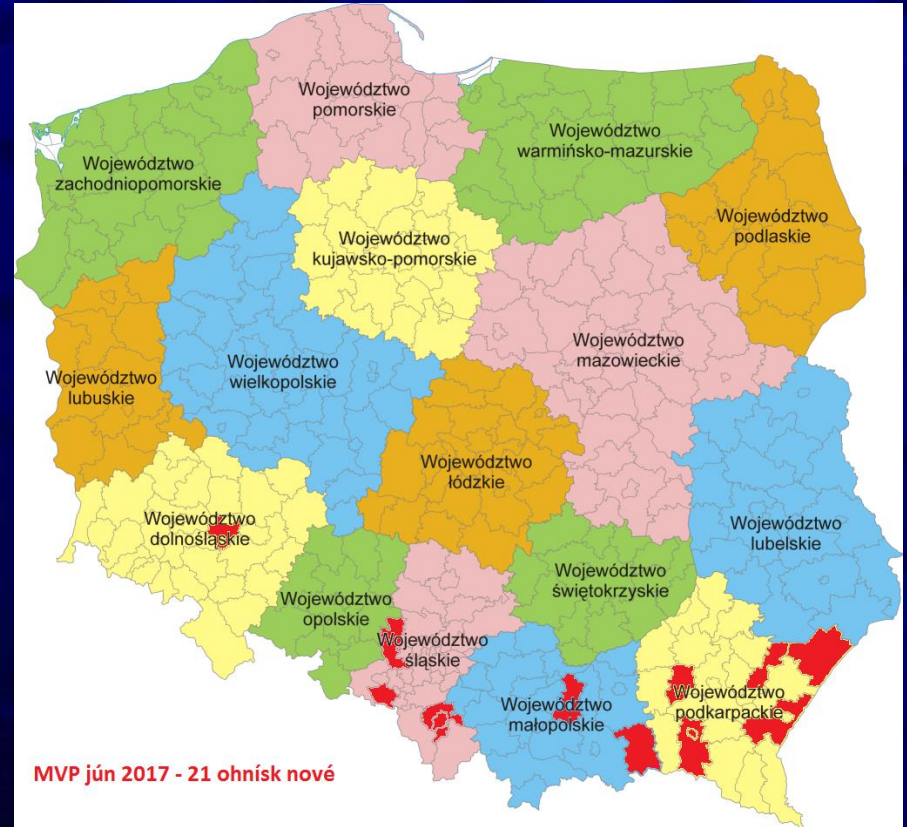 Województwo
pomorskie
Województwo
warmińsko-mazurskie
Województwo
zachodniopomorskie
Województwo
podlaskie
Województwo
kujawsko-pomorskie
Województwo
mazowieckie
Województwo
wielkopolskie
Województwo
lubuskie
Województwo
łódzkie
Województwo
dolnośląskie
Województwo
lubelskie
Województwo
świętokrzyskie
Województwo
opolskie
Województwo
śląskie
Województwo
podkarpackie
Województwo
małopolskie
MVP jún 2017 - 21 ohnísk nové